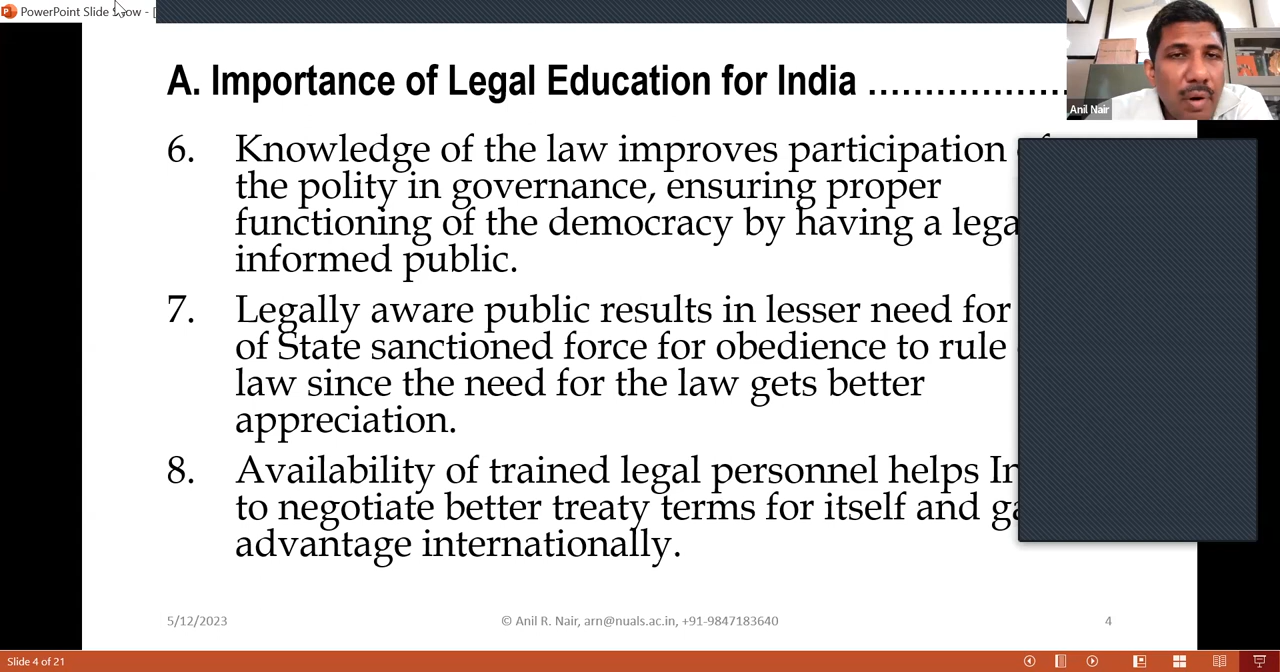 PowerPoint Slide Show - [
A. Importance of Legal Education for India ...................
Anil Nair
6. Knowledge of the law improves participation
the polity in governance, ensuring proper
functioning of the democracy by having a
informed public.
7. Legally aware public results in lesser need for
of State sanctioned force for obedience to rule
law since the need for the law gets better
appreciation.
8. Availability of trained legal personnel helps
to negotiate better treaty terms for itself and
advantage internationally.
5/12/2023
© Anil R. Nair, arn@nuals.ac.in, +91-9847183640
4
Slide 4 of 21